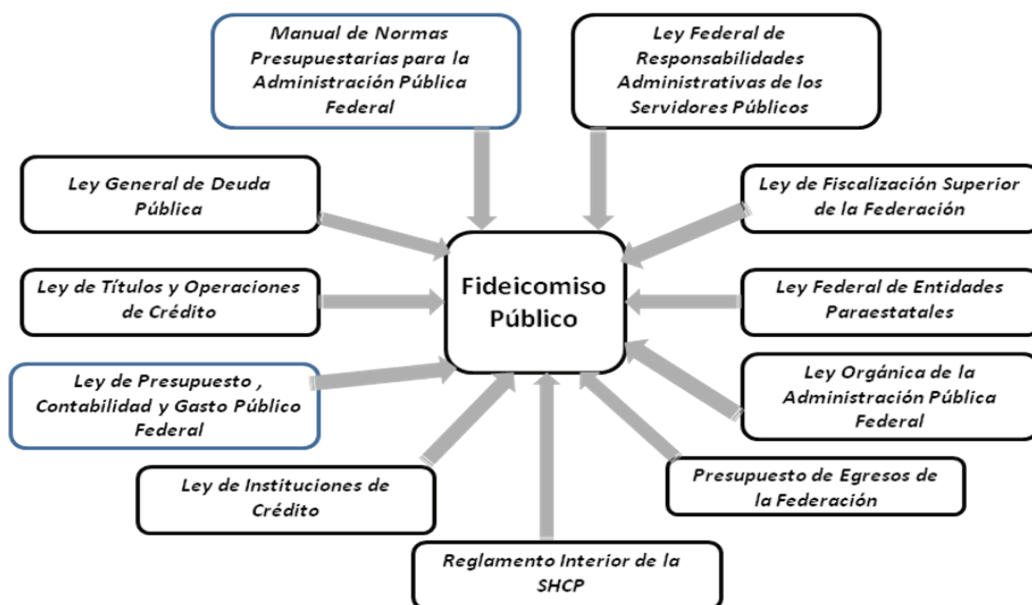 Manual de Normas
Presupuestarias para la
Administración Pública
Federal
Ley Federal de
Responsabilidades
Administrativas de los
Servidores Públicos
Ley General de Deuda
Pública
Ley de Fiscalización Superior
de la Federación
Fideicomiso
Público
Ley de Títulos y Operaciones
de Crédito
Ley Federal de Entidades
Paraestatales
Ley de Presupuesto ,
Contabilidad y Gasto Público
Federal
Ley Orgánica de la
Administración Pública
Federal
Ley de Instituciones de
Crédito
Presupuesto de Egresos de
la Federación
Reglamento Interior de la
SHCP